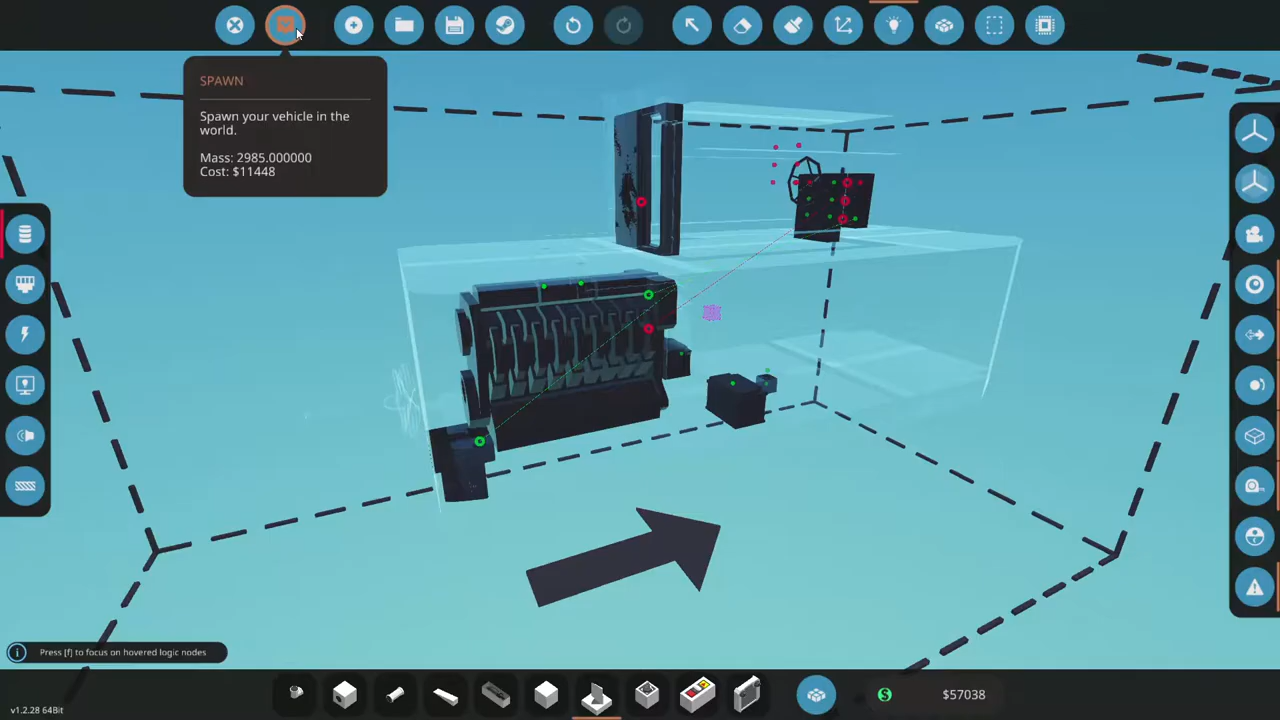 SPAWN
Spawn your vehicle in the
world.
Mass: 2985.000000
Cost: $11448
i
Press [f] to focus on hovered logic nodes
v1.2.28 64Bit
$
$57038